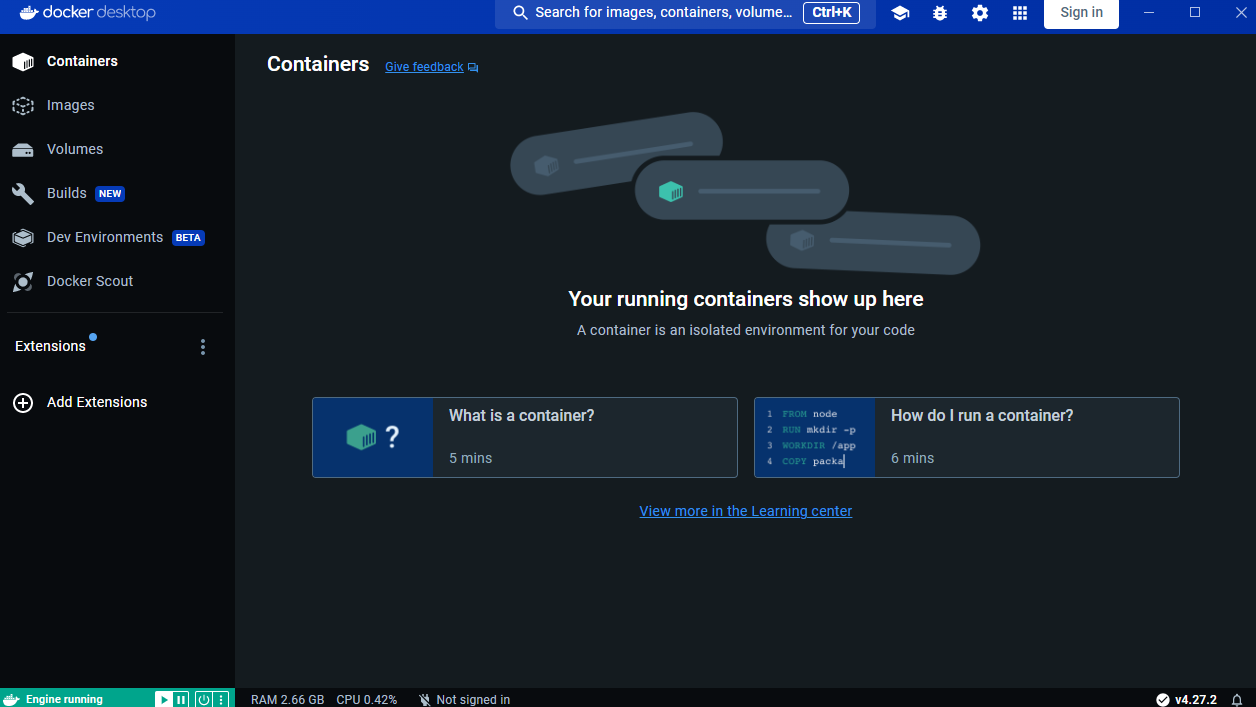 docker desktop
Search for images, containers, volume... Ctrl+K
Sign in
Containers
Images
Volumes
Builds NEW
Dev Environments BETA
Docker Scout
Extensions
Add Extensions
Containers Give feedback
Your running containers show up here
A container is an isolated environment for your code
?
What is a container?
5 mins
1 FROM node
2 RUN mkdir -p
3 WORKDIR /app
4 COPY packa
How do I run a container?
6 mins
View more in the Learning center
Engine running
RAM 2.66 GB CPU 0.42% Not signed in
v4.27.2